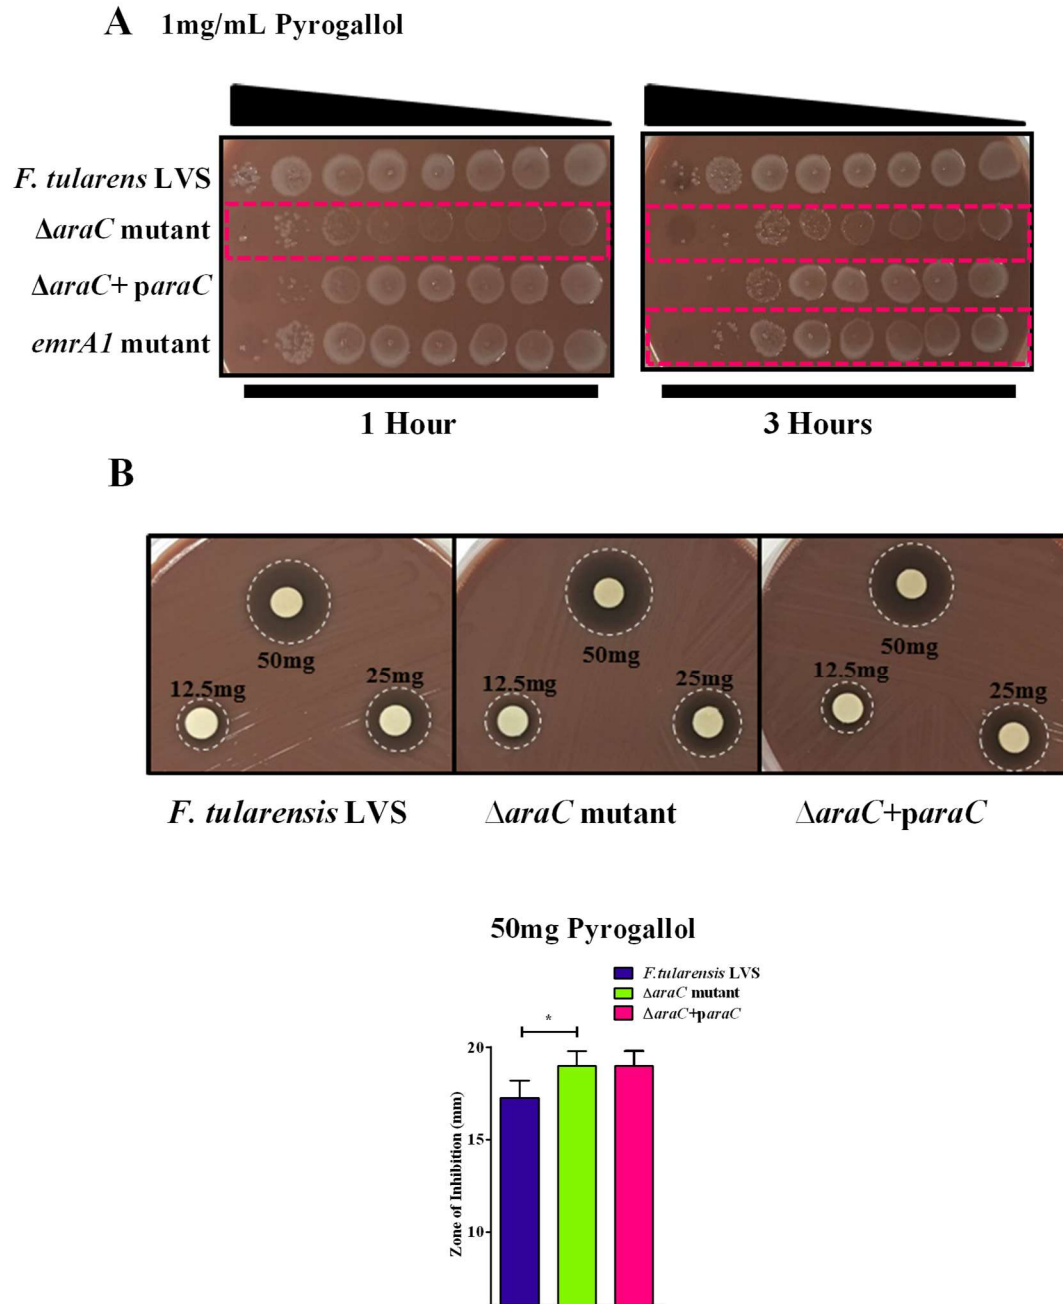 A 1mg/mL Pyrogallol
F. tularens LVS
ΔaraC mutant
ΔaraC+ paraC
emrA1 mutant
1 Hour
3 Hours
B
50mg
12.5mg
25mg
50mg
12.5mg
25mg
50mg
12.5mg
25mg
F. tularensis LVS
ΔaraC mutant
ΔaraC+paraC
50mg Pyrogallol
F.tularensis LVS
ΔaraC mutant
ΔaraC+paraC
*
20
15
10
Zone of Inhibition (mm)